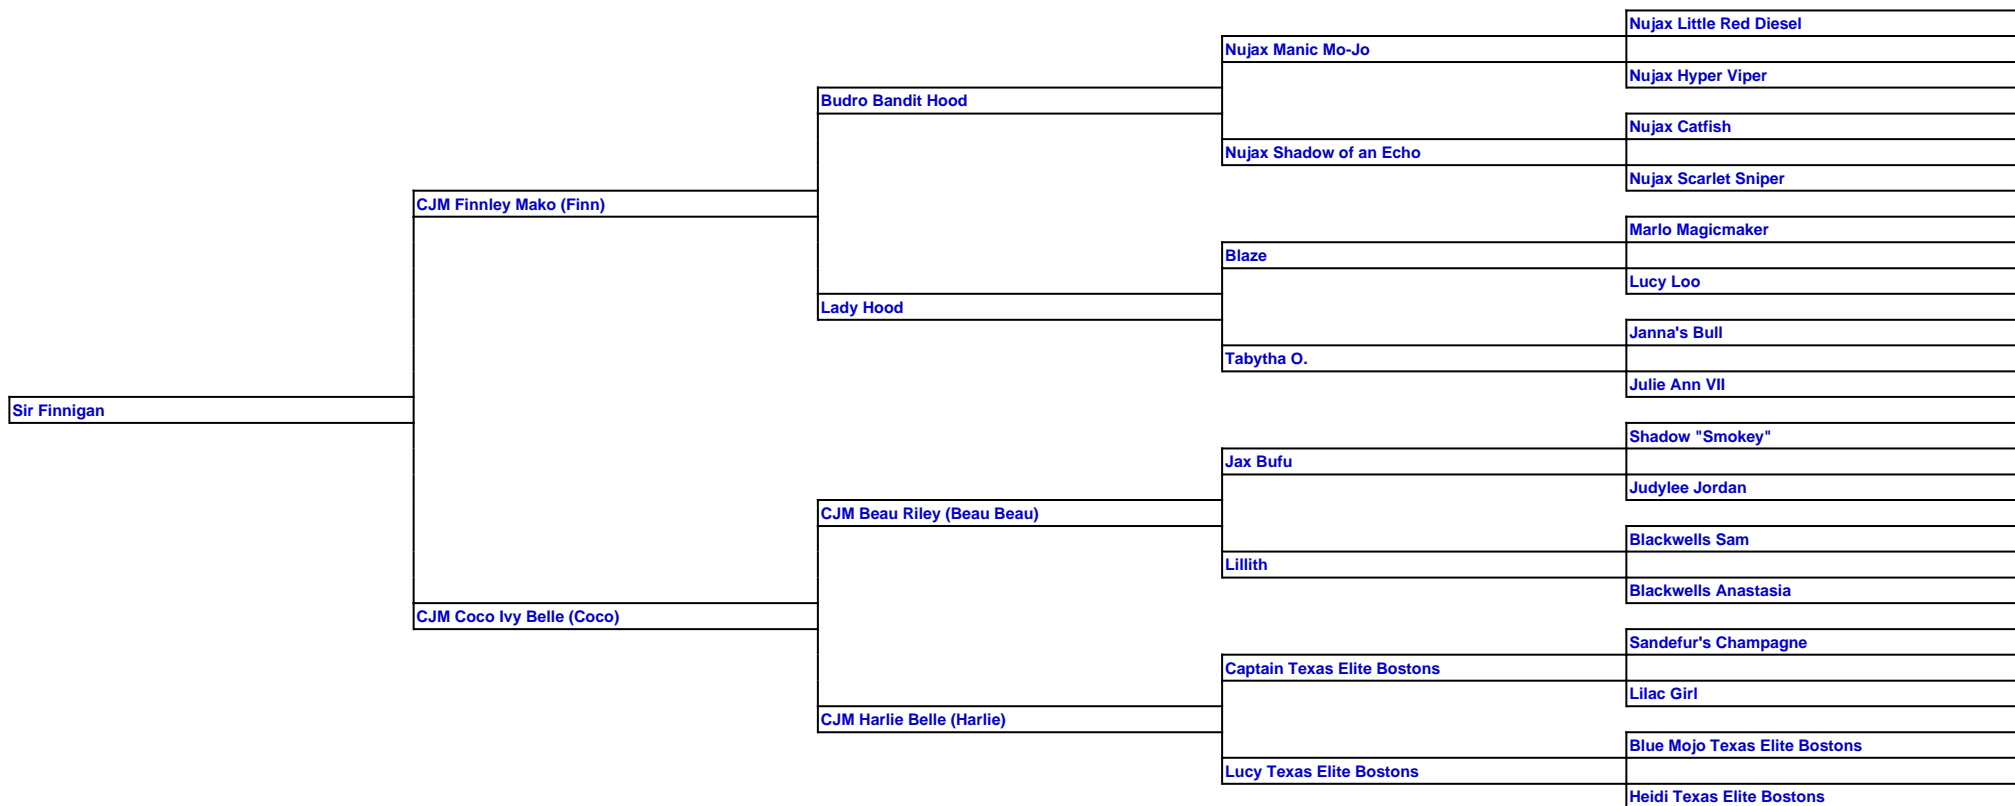 Nujax Little Red Diesel
Nujax Manic Mo-Jo
Nujax Hyper Viper
Budro Bandit Hood
Nujax Catfish
Nujax Shadow of an Echo
Nujax Scarlet Sniper
CJM Finnley Mako (Finn)
Marlo Magicmaker
Blaze
Lucy Loo
Lady Hood
Janna's Bull
Tabytha O.
Julie Ann VII
Sir Finnigan
Shadow "Smokey"
Jax Bufu
Judylee Jordan
CJM Beau Riley (Beau Beau)
Blackwells Sam
Lillith
Blackwells Anastasia
CJM Coco Ivy Belle (Coco)
Sandefur's Champagne
Captain Texas Elite Bostons
Lilac Girl
CJM Harlie Belle (Harlie)
Blue Mojo Texas Elite Bostons
Lucy Texas Elite Bostons
Heidi Texas Elite Bostons